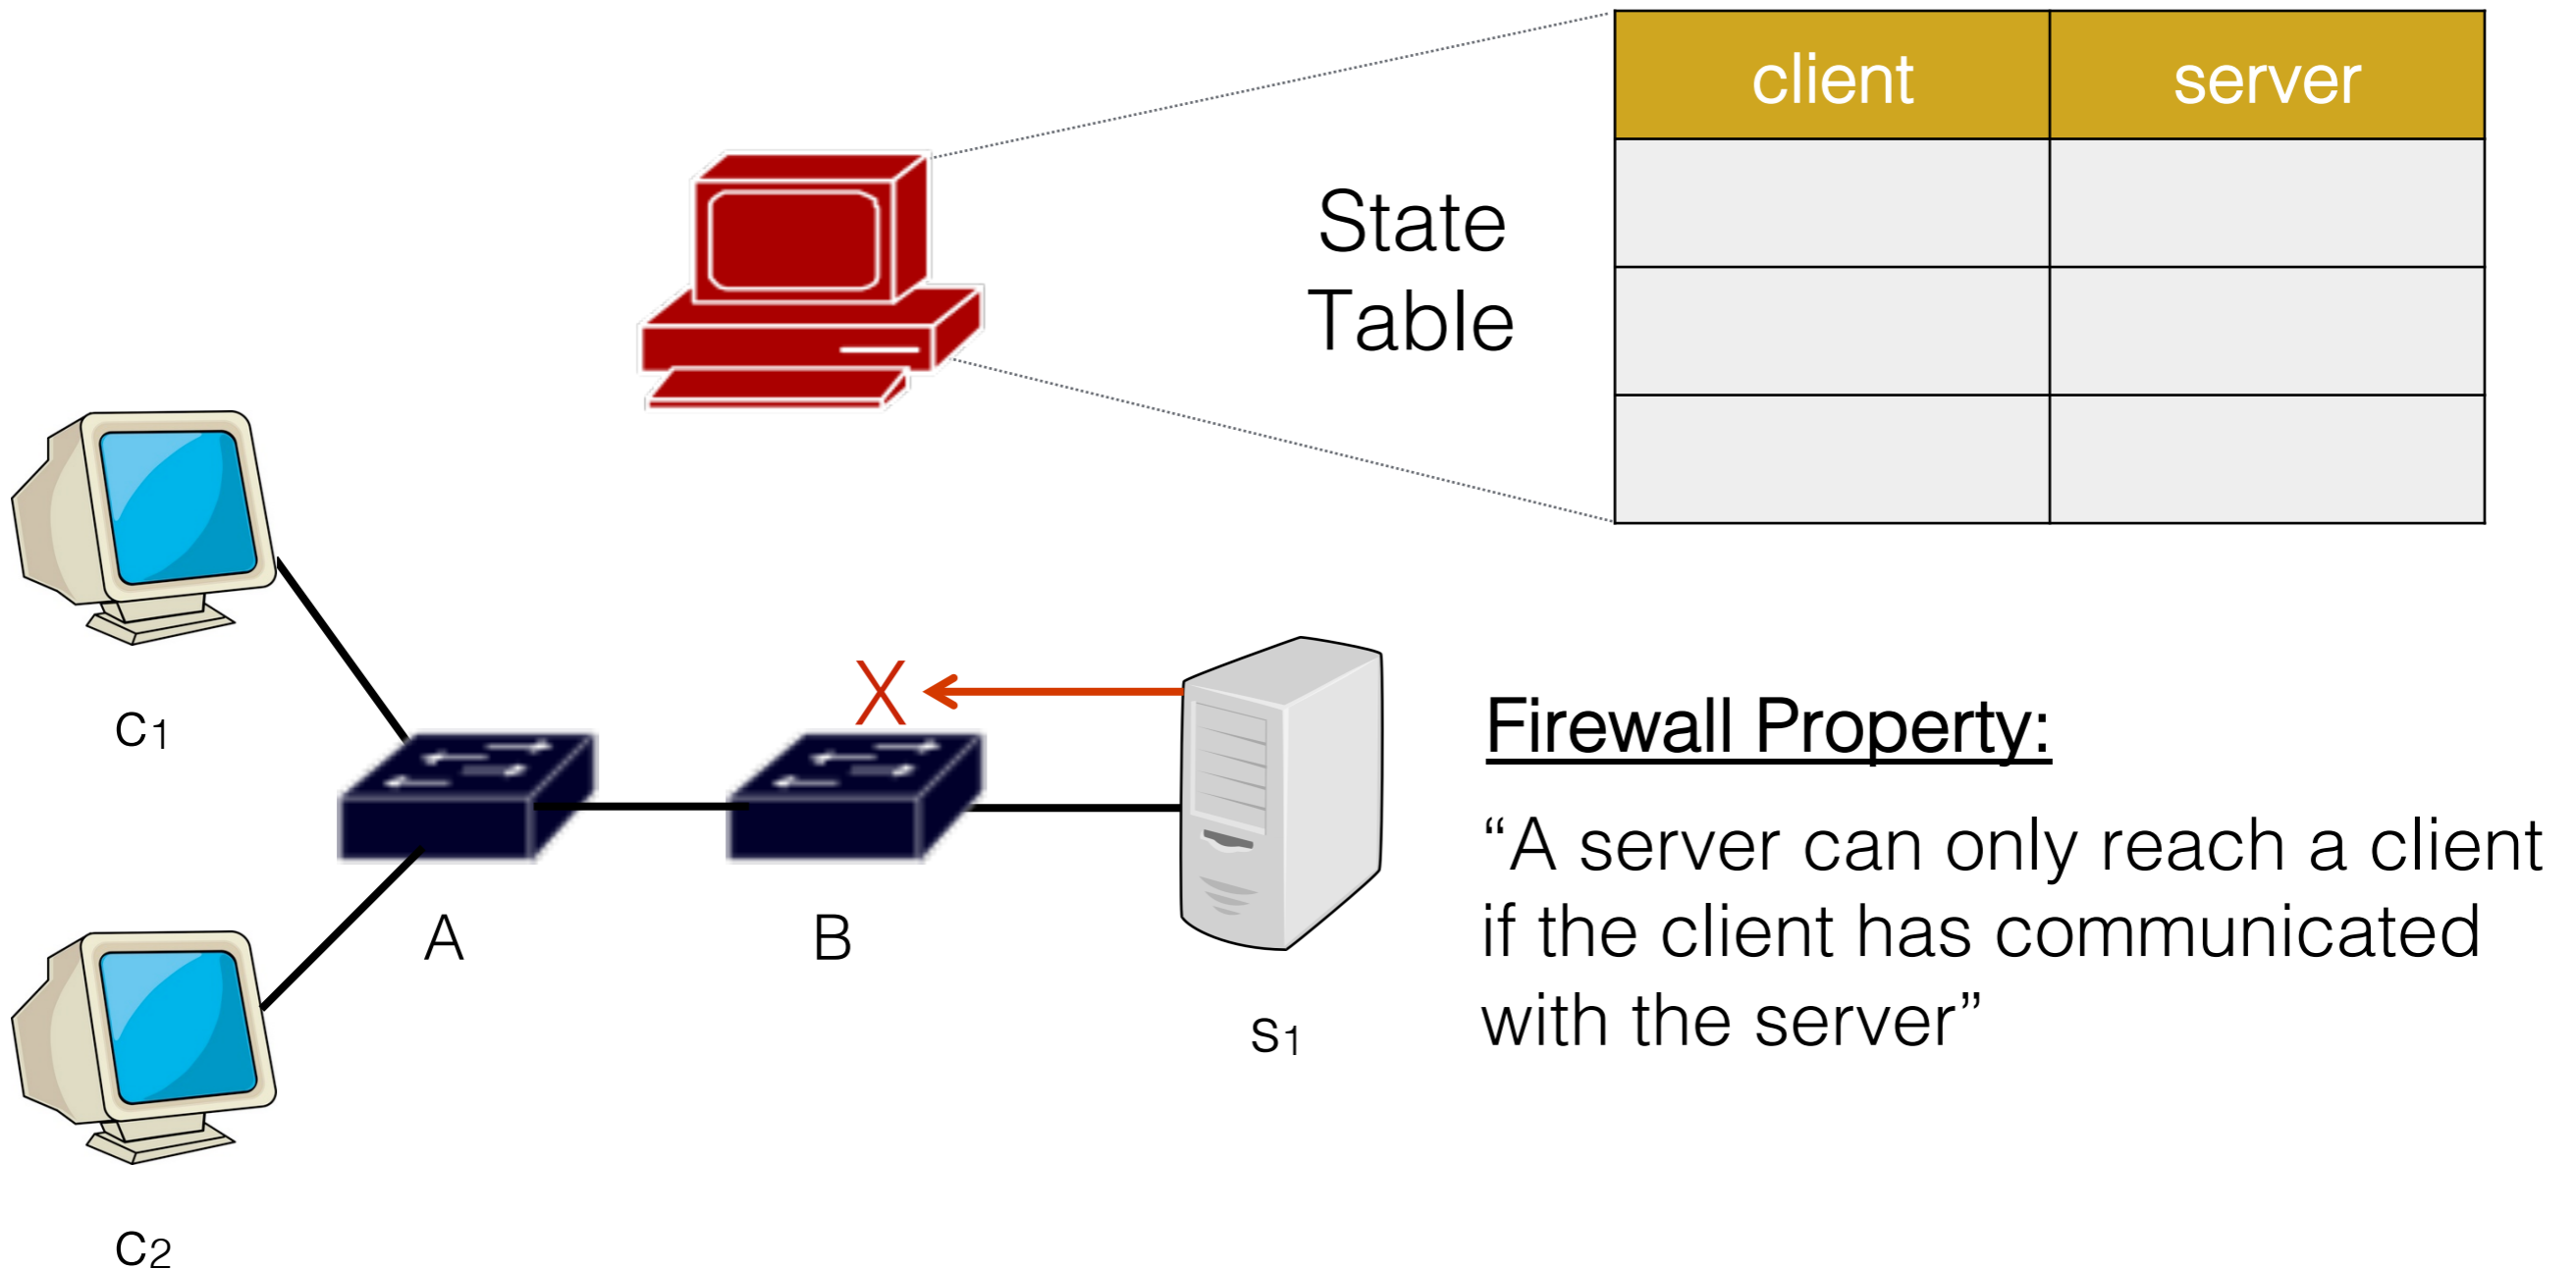 client
server
State
Table
C1
X
A
B
S1
C2
Firewall Property:
“A server can only reach a client
if the client has communicated
with the server”